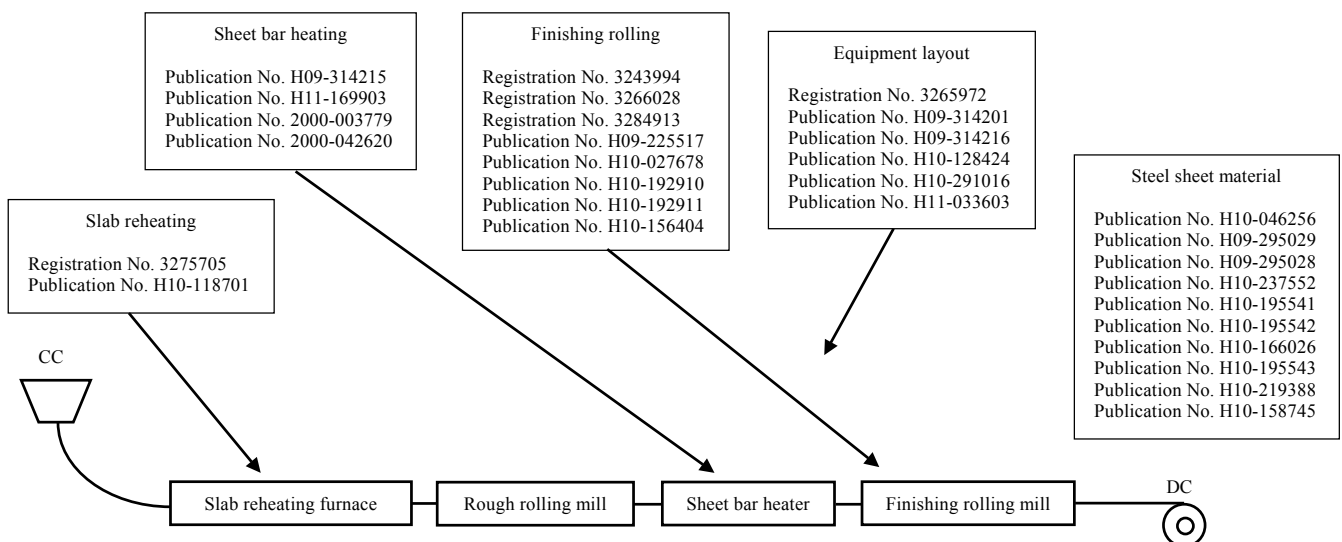 Sheet bar heating
Publication No. H09-314215
Publication No. H11-169903
Publication No. 2000-003779
Publication No. 2000-042620
Finishing rolling
Registration No. 3243994
Registration No. 3266028
Registration No. 3284913
Publication No. H09-225517
Publication No. H10-027678
Publication No. H10-192910
Publication No. H10-192911
Publication No. H10-156404
Equipment layout
Registration No. 3265972
Publication No. H09-314201
Publication No. H09-314216
Publication No. H10-128424
Publication No. H10-291016
Publication No. H11-033603
Steel sheet material
Publication No. H10-046256
Publication No. H09-295029
Publication No. H09-295028
Publication No. H10-237552
Publication No. H10-195541
Publication No. H10-195542
Publication No. H10-166026
Publication No. H10-195543
Publication No. H10-219388
Publication No. H10-158745
Slab reheating
Registration No. 3275705
Publication No. H10-118701
CC
Slab reheating furnace
Rough rolling mill
Sheet bar heater
Finishing rolling mill
DC